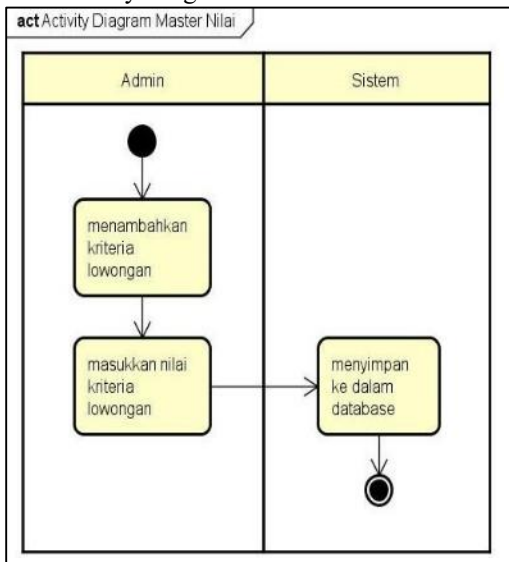 act Activity Diagram Master Nilai
Admin
Sistem
menambahkan
kriteria
lowongan
masukkan nilai
kriteria
lowongan
menyimpan
ke dalam
database